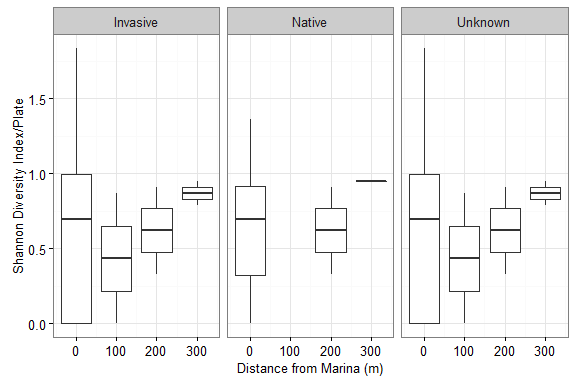 Invasive Native Unknown
Shannon Diversity Index/Plate
1.5
1.0
0.5
0.0
0 100 200 300 0 100 200 300 0 100 200 300
Distance from Marina (m)